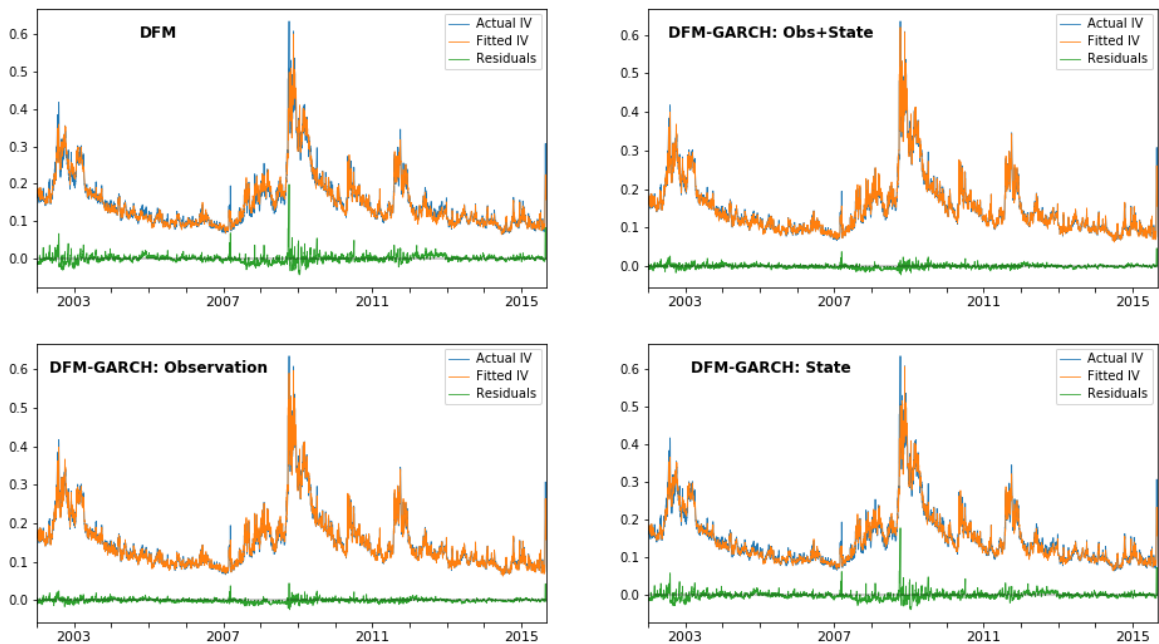 DFM
Actual IV
Fitted IV
Residuals
0.6
0.5
0.4
0.3
0.2
0.1
0.0
2003 2007 2011 2015
DFM-GARCH: Obs+State
Actual IV
Fitted IV
Residuals
0.6
0.5
0.4
0.3
0.2
0.1
0.0
2003 2007 2011 2015
DFM-GARCH: Observation
Actual IV
Fitted IV
Residuals
0.6
0.5
0.4
0.3
0.2
0.1
0.0
2003 2007 2011 2015
DFM-GARCH: State
Actual IV
Fitted IV
Residuals
0.6
0.5
0.4
0.3
0.2
0.1
0.0
2003 2007 2011 2015